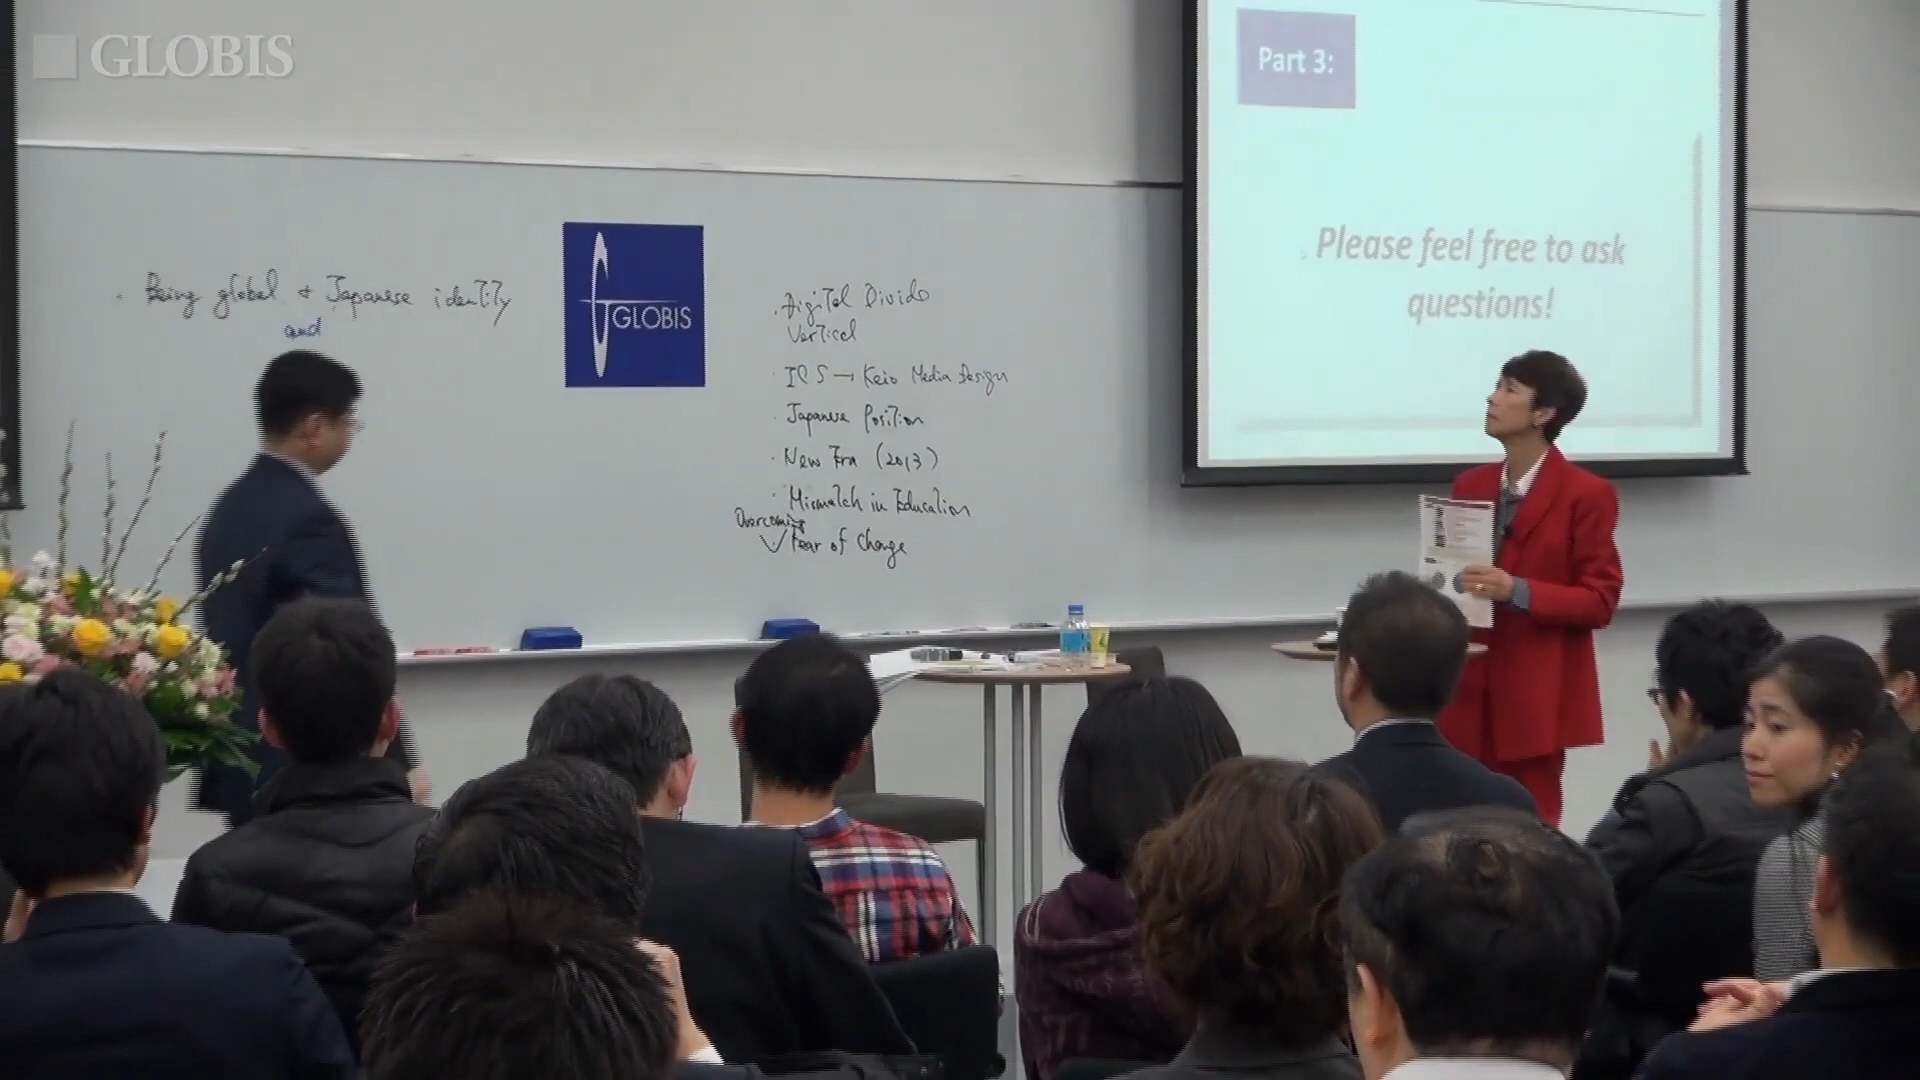 GLOBIS
Part 3:
Please feel free to ask
questions!
· Being global + Japanese identity
and
GLOBIS
· Digital Divide
Vertical
· ICS → Keio Media Design
· Japanese Position
· New Era (2013)
· Mismatch in Education
Overcoming
✓ Fear of Change